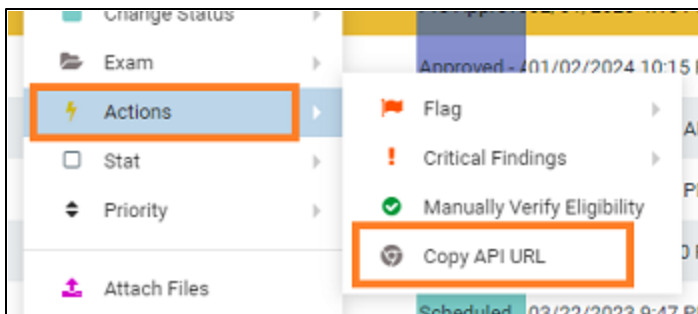 Change Status
Exam
Actions
Stat
Priority
Attach Files
Approved - 01/02/2024 10:15
Flag
Critical Findings
Manually Verify Eligibility
Copy API URL
Scheduled 03/22/2023 9:47 P